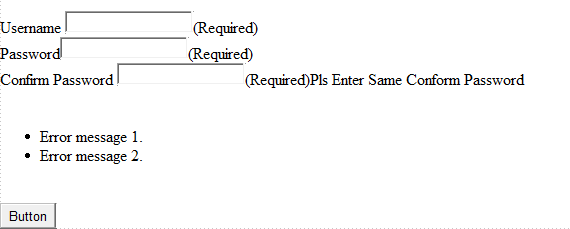 Username (Required)
Password (Required)
Confirm Password (Required)Pls Enter Same Conform Password
• Error message 1.
• Error message 2.
Button